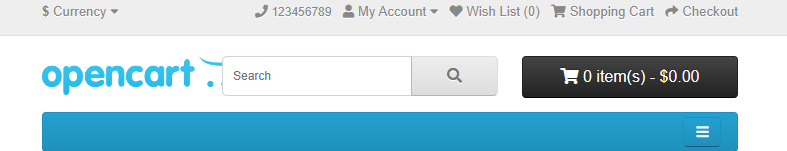 $ Currency
123456789 My Account Wish List (0) Shopping Cart Checkout
opencart
Search
0 item(s) - $0.00